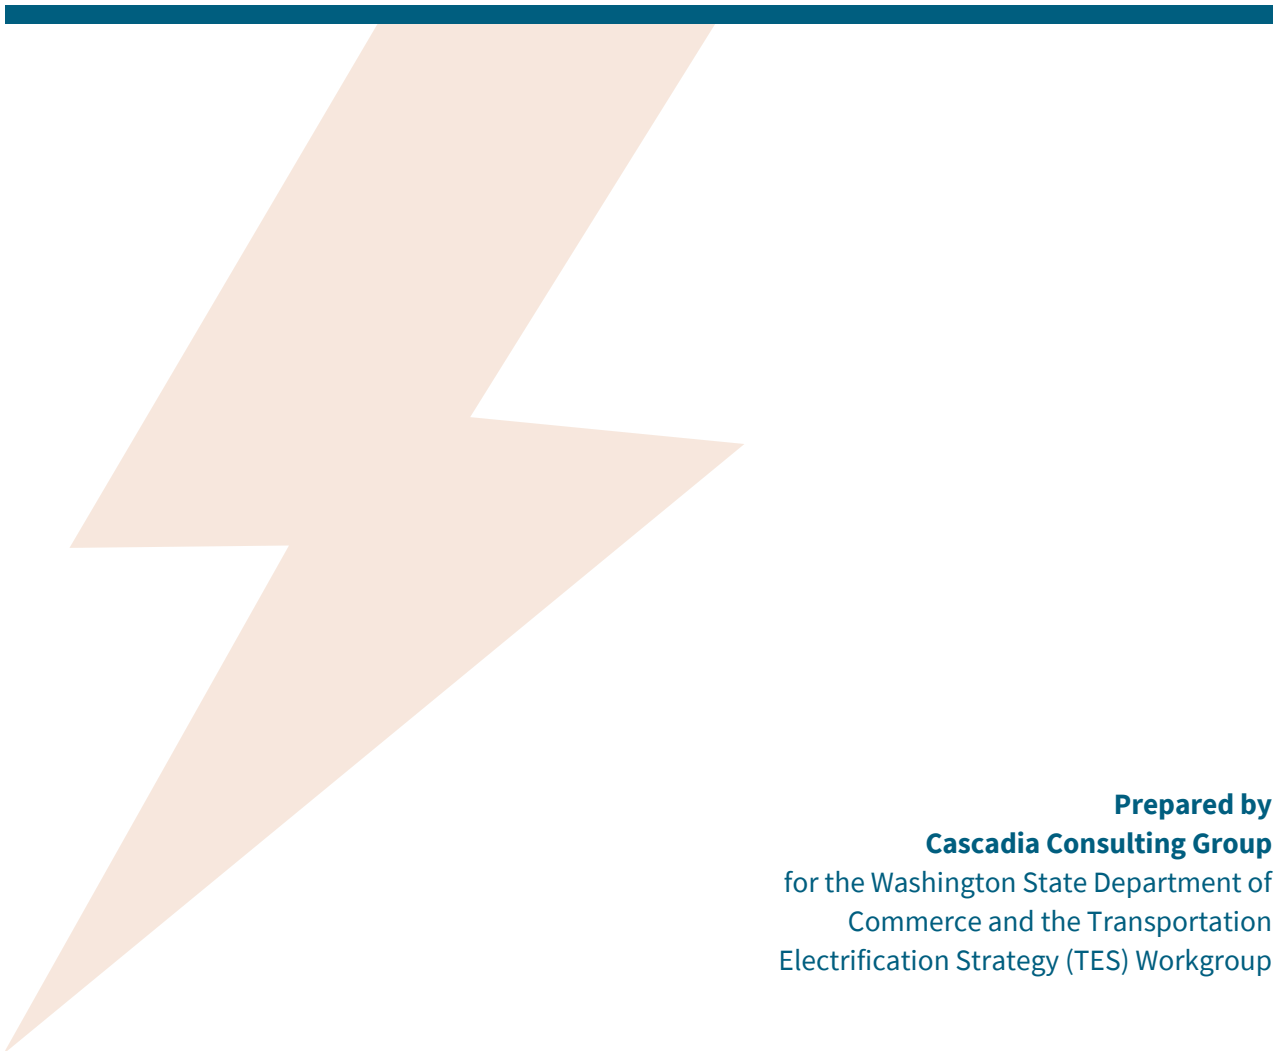 Prepared by
Cascadia Consulting Group
for the Washington State Department of
Commerce and the Transportation
Electrification Strategy (TES) Workgroup